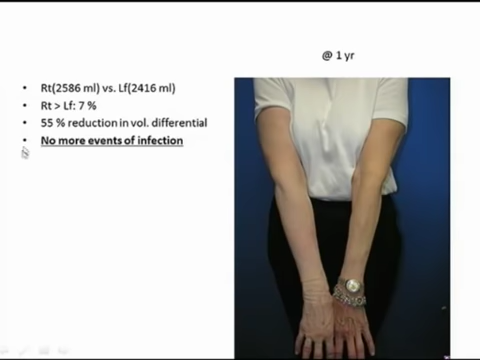 @ 1 yr
• Rt(2586 ml) vs. Lf(2416 ml)
• Rt > Lf: 7 %
• 55 % reduction in vol. differential
• No more events of infection